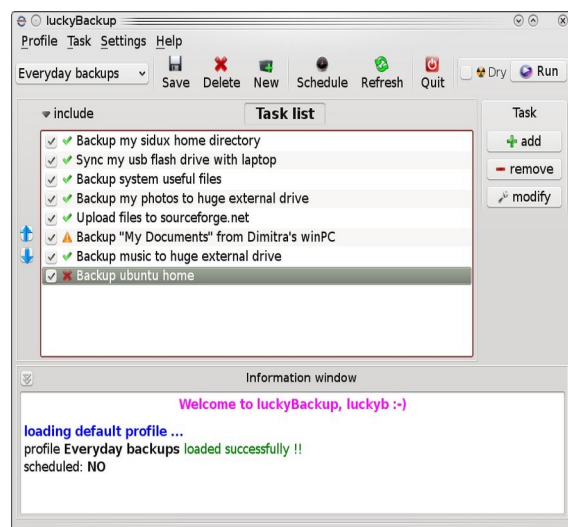 luckyBackup
Profile Task Settings Help
Everyday backups Save Delete New Schedule Refresh Quit Dry Run
include Task list Task
Backup my sidux home directory
Sync my usb flash drive with laptop
Backup system useful files
Backup my photos to huge external drive
Upload files to sourceforge.net
Backup "My Documents" from Dimitra's winPC
Backup music to huge external drive
Backup ubuntu home
add
remove
modify
Information window
Welcome to luckyBackup, luckyb :-)
loading default profile ...
profile Everyday backups loaded successfully !!
scheduled: NO